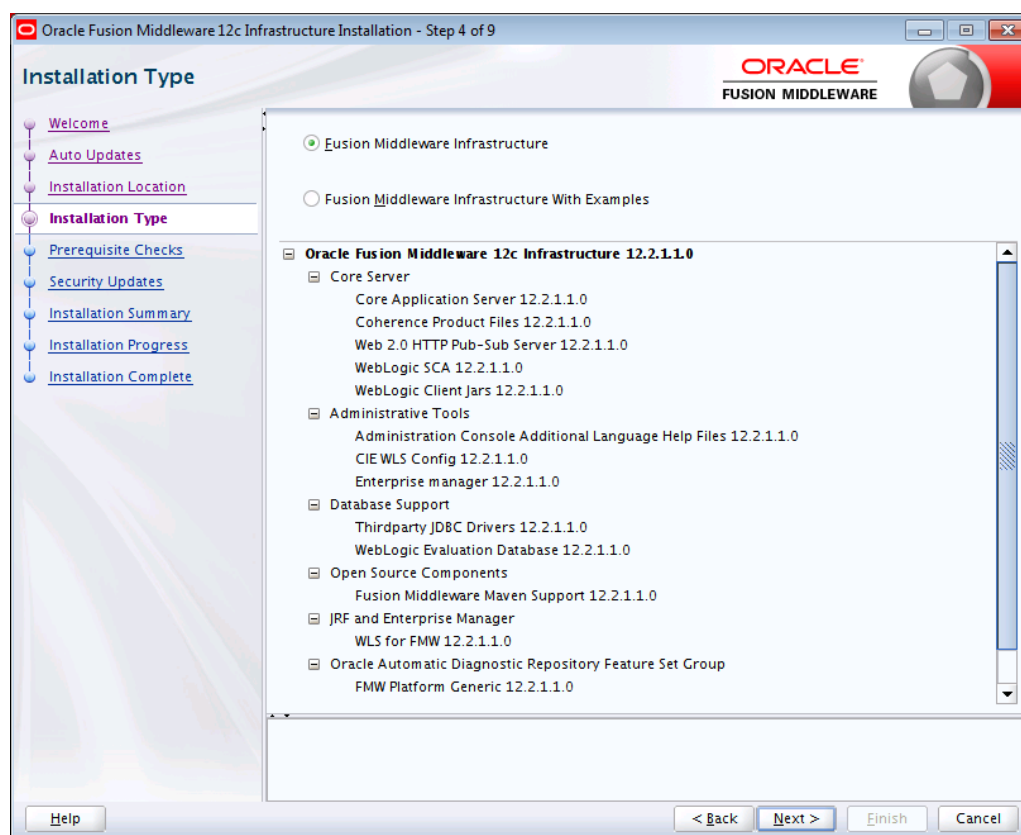 Oracle Fusion Middleware 12c Infrastructure Installation - Step 4 of 9
Installation Type
ORACLE
FUSION MIDDLEWARE
Welcome
Auto Updates
Installation Location
Installation Type
Prerequisite Checks
Security Updates
Installation Summary
Installation Progress
Installation Complete
Fusion Middleware Infrastructure
Fusion Middleware Infrastructure With Examples
Oracle Fusion Middleware 12c Infrastructure 12.2.1.1.0
Core Server
Core Application Server 12.2.1.1.0
Coherence Product Files 12.2.1.1.0
Web 2.0 HTTP Pub-Sub Server 12.2.1.1.0
WebLogic SCA 12.2.1.1.0
WebLogic Client Jars 12.2.1.1.0
Administrative Tools
Administration Console Additional Language Help Files 12.2.1.1.0
CIE WLS Config 12.2.1.1.0
Enterprise manager 12.2.1.1.0
Database Support
Thirdparty JDBC Drivers 12.2.1.1.0
WebLogic Evaluation Database 12.2.1.1.0
Open Source Components
Fusion Middleware Maven Support 12.2.1.1.0
JRF and Enterprise Manager
WLS for FMW 12.2.1.1.0
Oracle Automatic Diagnostic Repository Feature Set Group
FMW Platform Generic 12.2.1.1.0
Help
< Back
Next >
Finish
Cancel